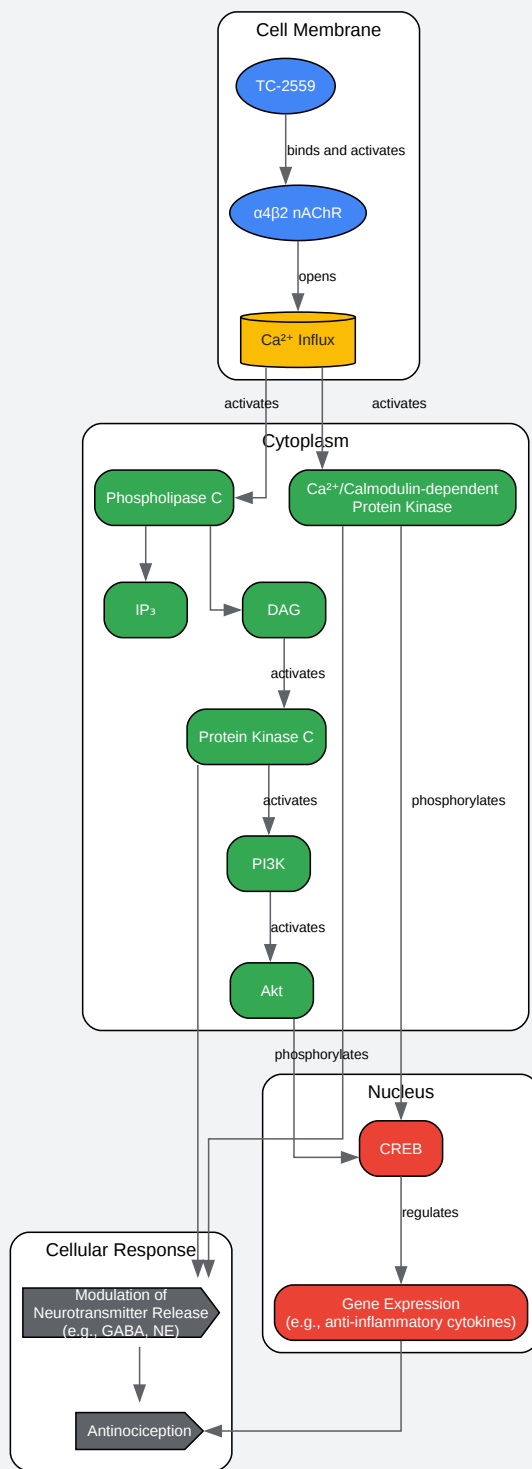 Cell Membrane
TC-2559
binds and activates
α4β2 nAChR
opens
Ca²⁺ Influx
activates
activates
Cytoplasm
Phospholipase C
Ca²⁺/Calmodulin-dependent
Protein Kinase
IP₃
DAG
activates
Protein Kinase C
activates
phosphorylates
PI3K
activates
Akt
phosphorylates
Nucleus
CREB
regulates
Cellular Response
Modulation of
Neurotransmitter Release
(e.g., GABA, NE)
Gene Expression
(e.g., anti-inflammatory cytokines)
Antinociception